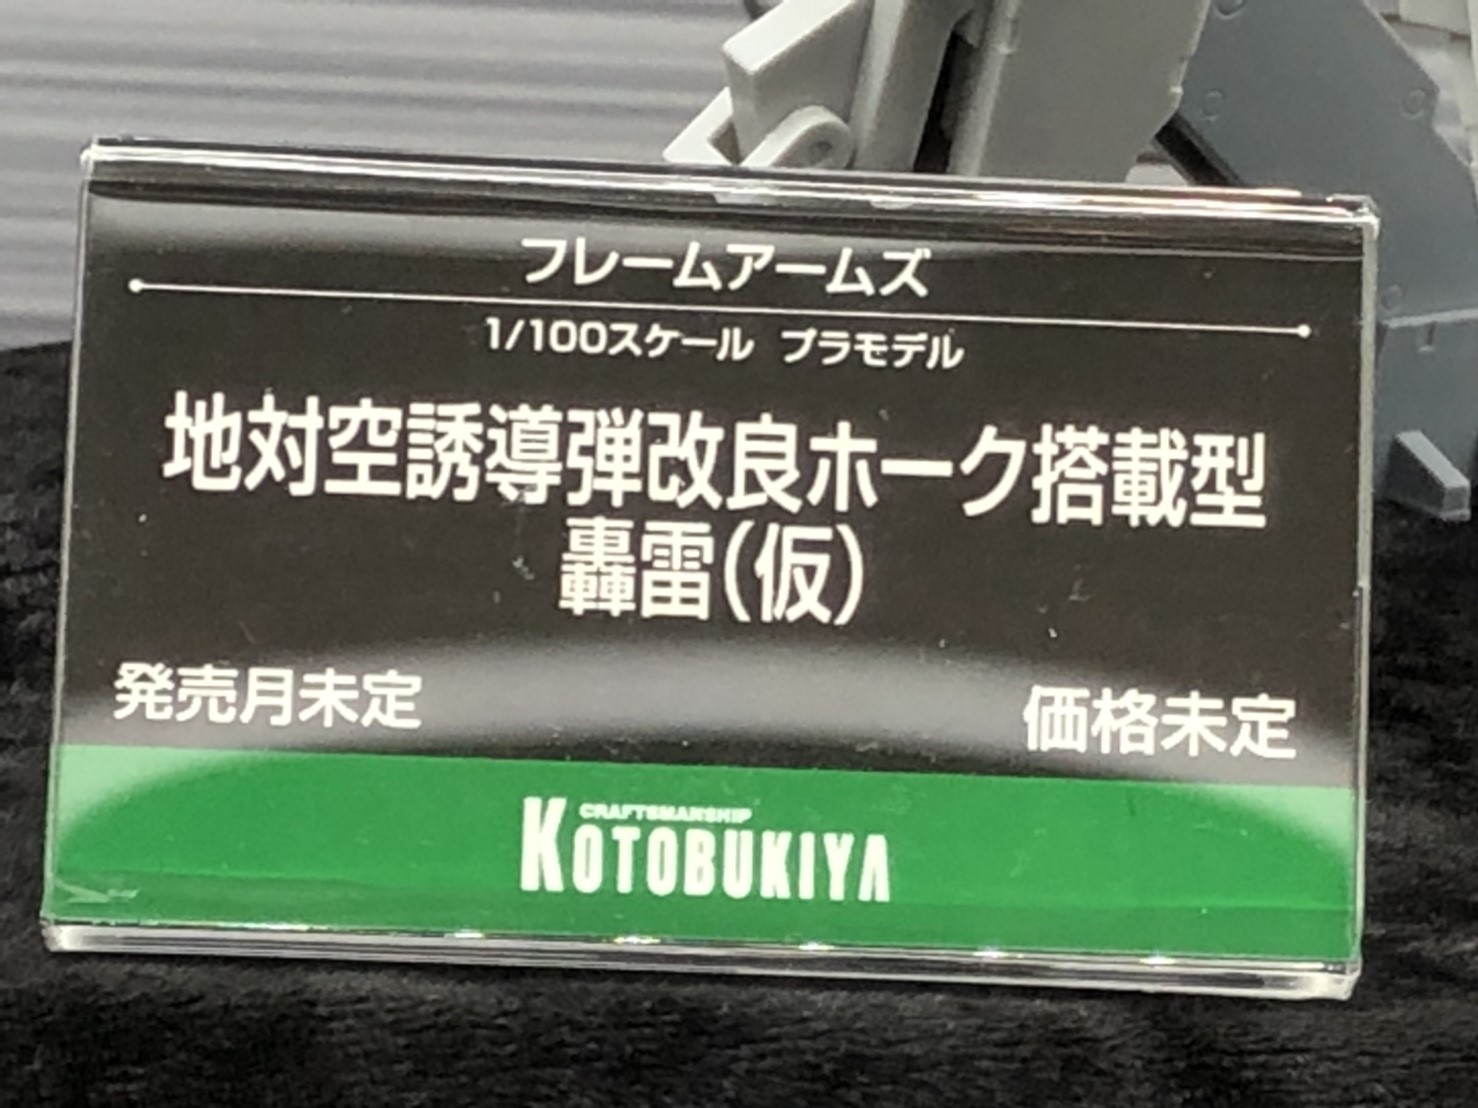 フレームアームズ
1/100スケール プラモデル
地対空誘導弾改良ホーク搭載型
轟雷(仮)
発売月未定 価格未定
CRAFTSMANSHIP
KOTOBUKIYA